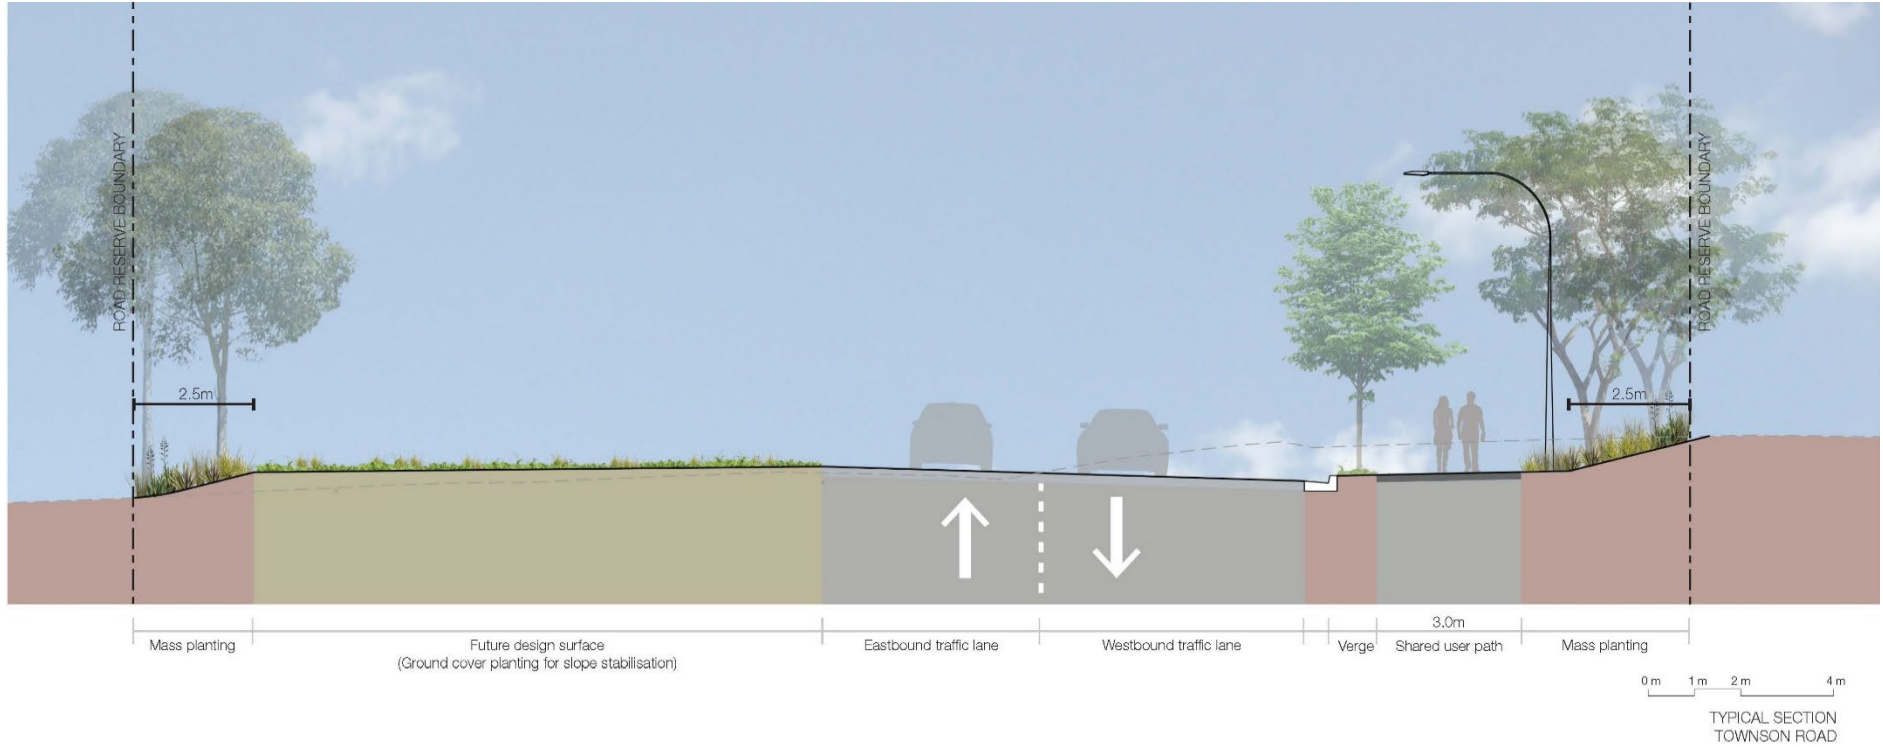 ROAD RESERVE BOUNDARY
ROAD RESERVE BOUNDARY
2.5m
2.5m
3.0m
Mass planting
Future design surface
(Ground cover planting for slope stabilisation)
Eastbound traffic lane
Westbound traffic lane
Verge
Shared user path
Mass planting
0 m 1 m 2 m 4 m
TYPICAL SECTION
TOWNSON ROAD